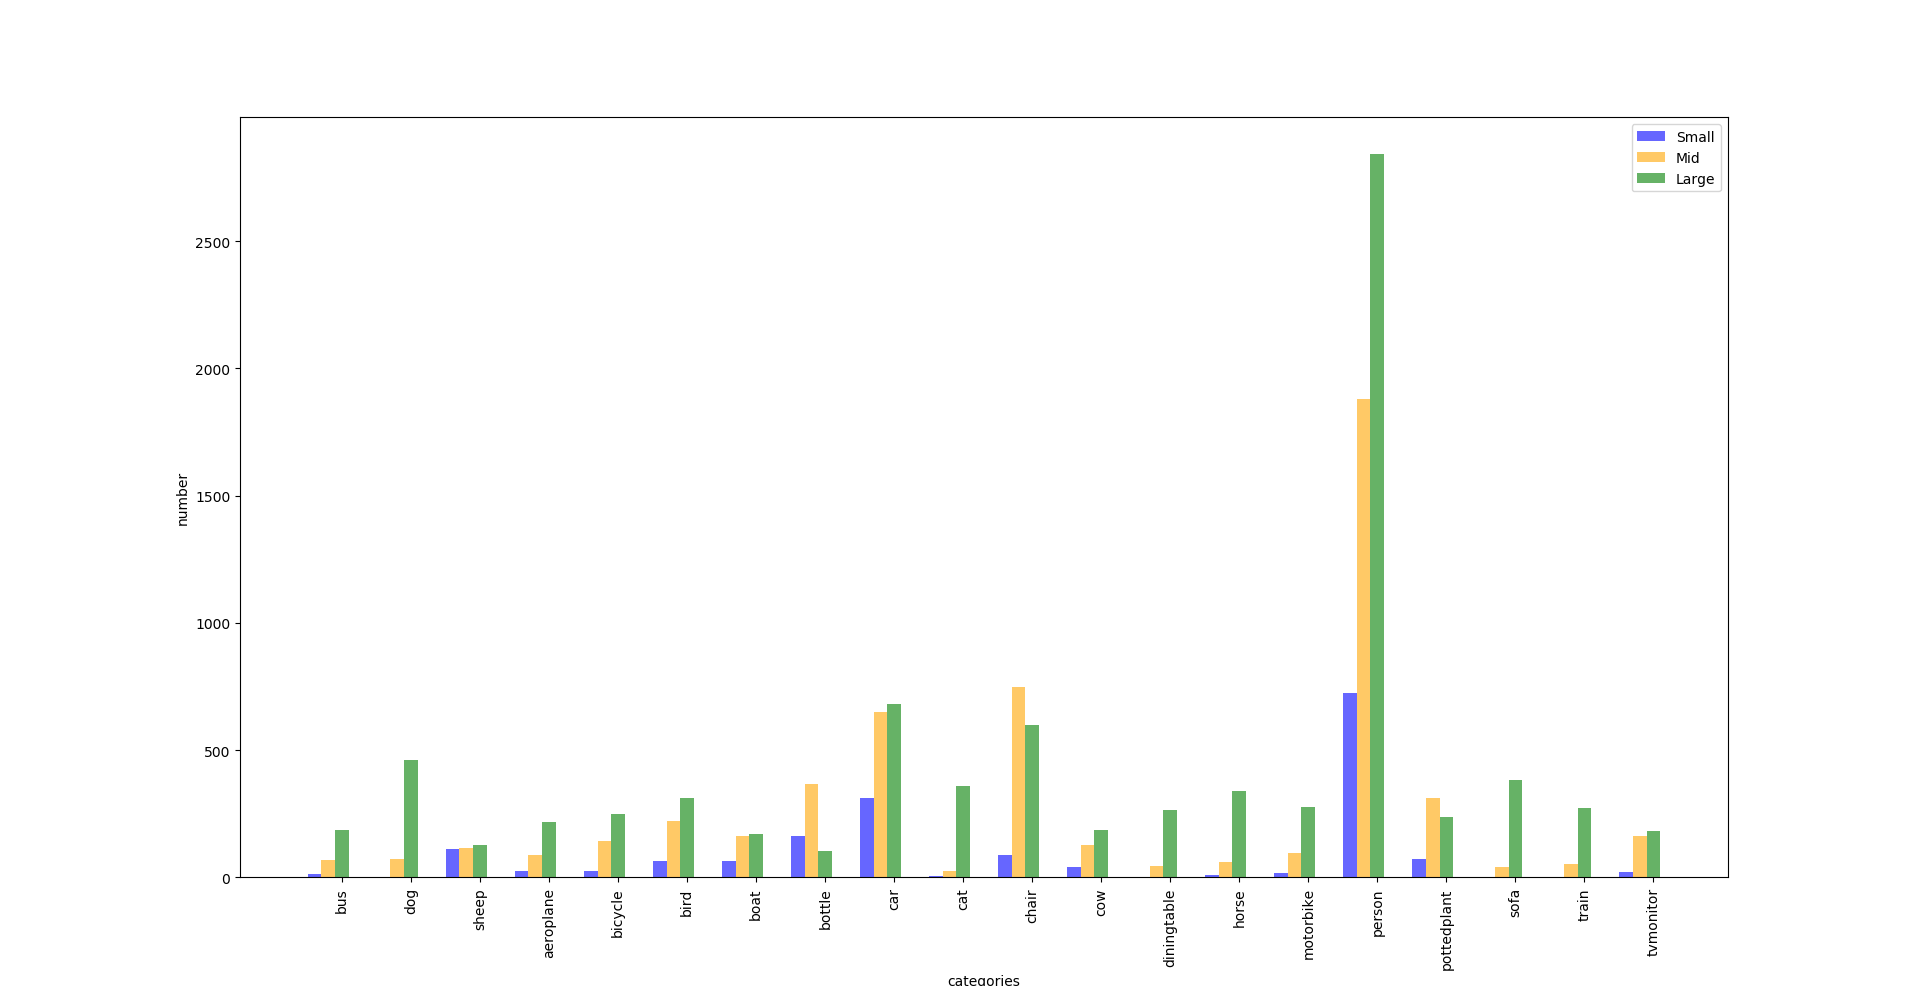 Small
Mid
Large
2500
2000
1500
1000
500
0
number
bus
dog
sheep
aeroplane
bicycle
bird
boat
bottle
car
cat
chair
cow
diningtable
horse
motorbike
person
pottedplant
sofa
train
tvmonitor
categories